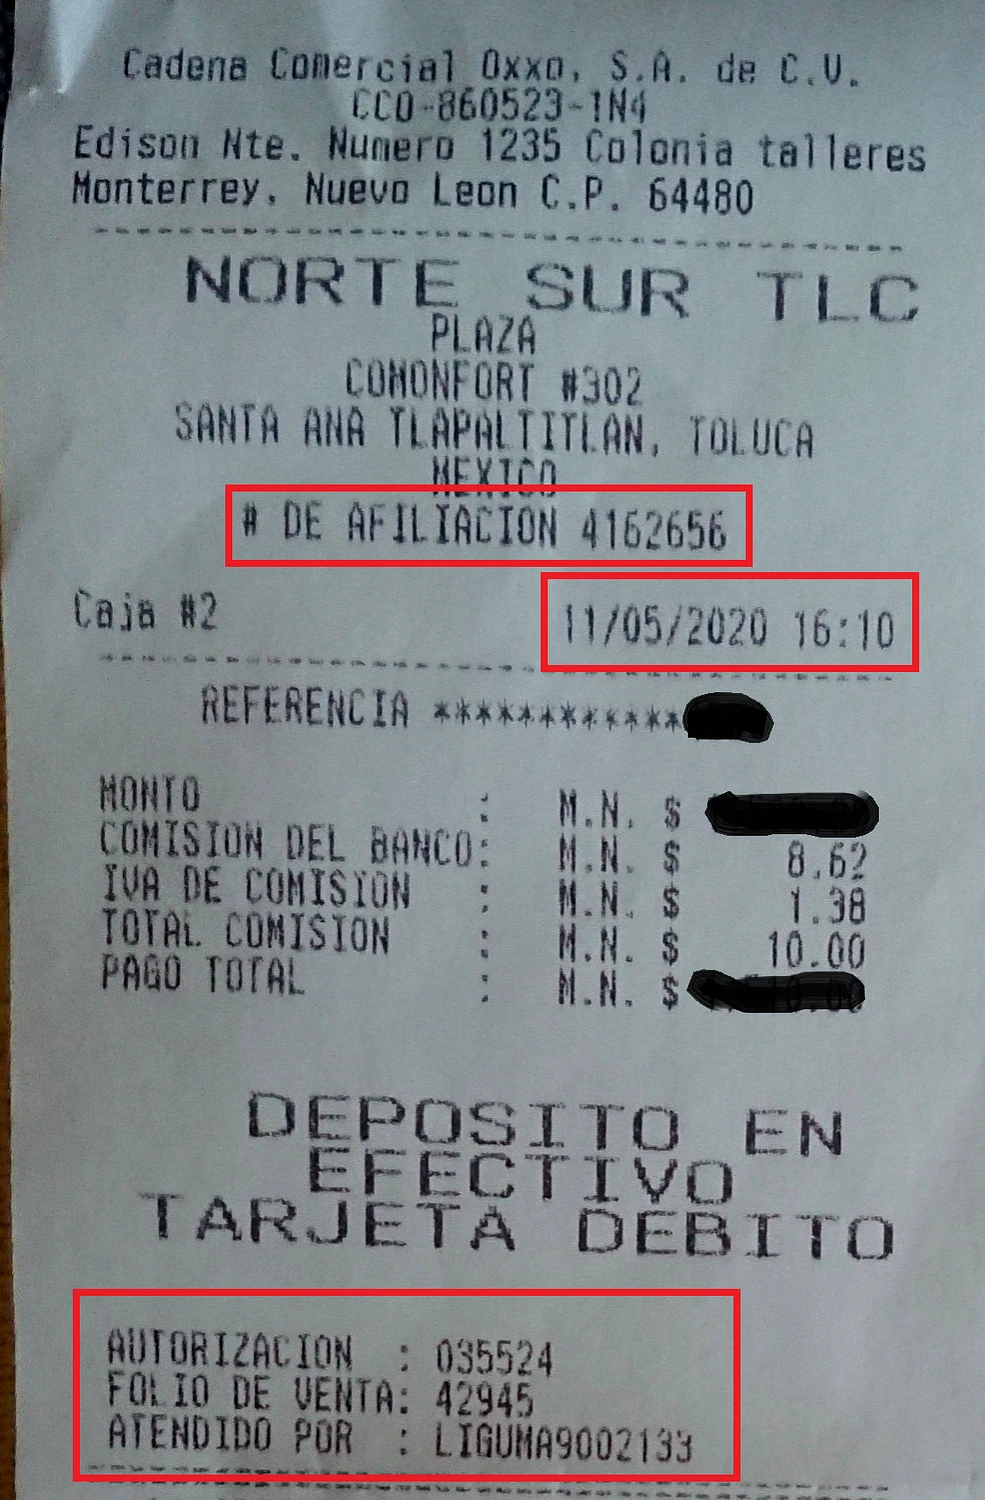 Cadena Comercial Oxxo, S.A. de C.V.
CCO-860523-1N4
Edison Nte. Numero 1235 Colonia talleres
Monterrey, Nuevo Leon C.P. 64480
NORTE SUR TLC
PLAZA
COMONFORT #302
SANTA ANA TLAPALTITLAN, TOLUCA
MEXICO
# DE AFILIACION 4162656
Caja #2 11/05/2020 16:10
REFERENCIA ************
MONTO : M.N. $
COMISION DEL BANCO: M.N. $ 8.62
IVA DE COMISION : M.N. $ 1.38
TOTAL COMISION : M.N. $ 10.00
PAGO TOTAL : M.N. $
DEPOSITO EN
EFECTIVO
TARJETA DEBITO
AUTORIZACION : 035524
FOLIO DE VENTA: 42945
ATENDIDO POR : LIGUMA9002133